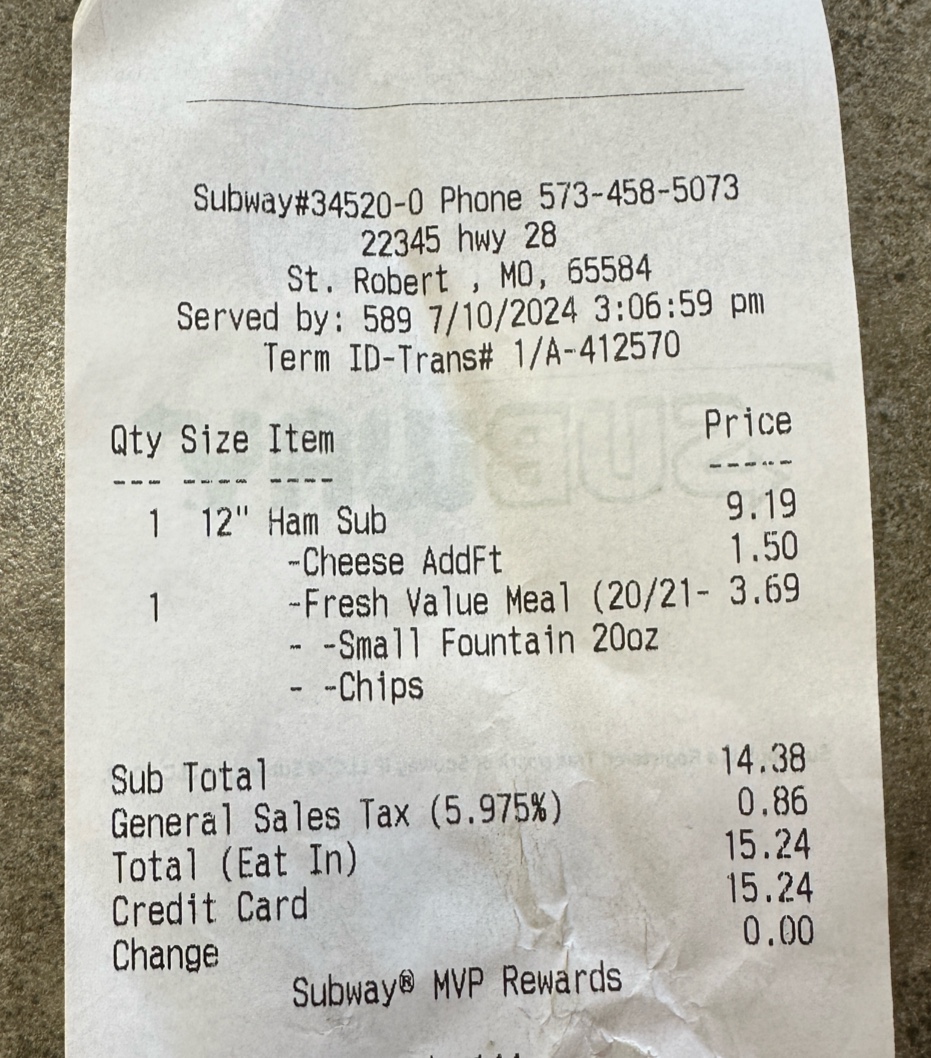 Subway#34520-0 Phone 573-458-5073
22345 hwy 28
St. Robert , MO, 65584
Served by: 589 7/10/2024 3:06:59 pm
Term ID-Trans# 1/A-412570
Qty Size Item Price
--- ---- ---- -----
1 12" Ham Sub 9.19
-Cheese AddFt 1.50
1 -Fresh Value Meal (20/21- 3.69
- -Small Fountain 20oz
- -Chips
Sub Total 14.38
General Sales Tax (5.975%) 0.86
Total (Eat In) 15.24
Credit Card 15.24
Change 0.00
Subway® MVP Rewards